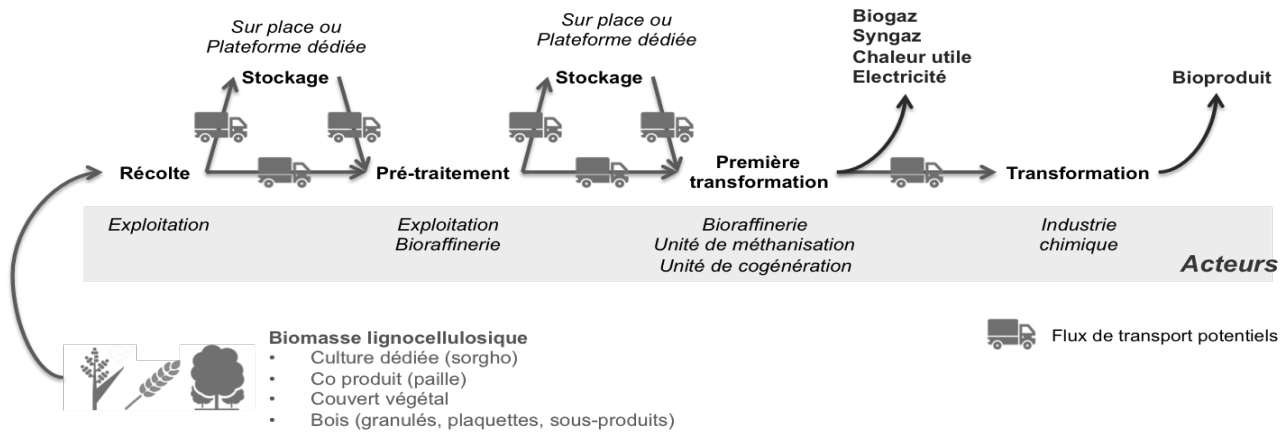 Sur place ou
Plateforme dédiée
Stockage
Sur place ou
Plateforme dédiée
Stockage
Biogaz
Syngaz
Chaleur utile
Electricité
Bioproduit
Récolte
Pré-traitement
Première
transformation
Transformation
Exploitation
Exploitation
Bioraffinerie
Bioraffinerie
Unité de méthanisation
Unité de cogénération
Industrie
chimique
Acteurs
Biomasse lignocellulosique
• Culture dédiée (sorgho)
• Co produit (paille)
• Couvert végétal
• Bois (granulés, plaquettes, sous-produits)
Flux de transport potentiels